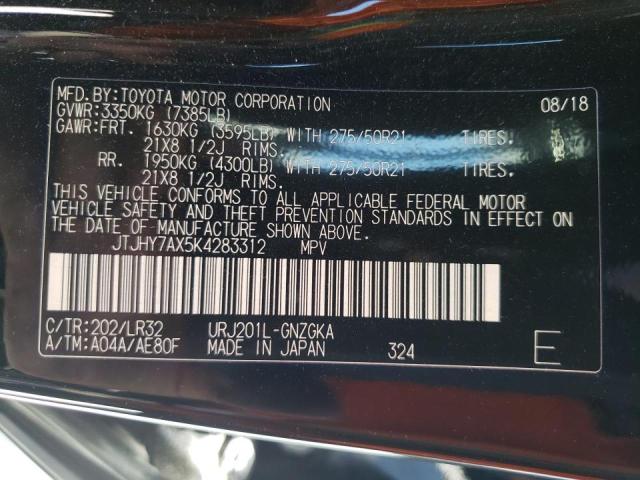 MFD. BY:TOYOTA MOTOR CORPORATION 08/18
GVWR:3350KG (7385LB)
GAWR:FRT. 1630KG (3595LB) WITH 275/50R21 TIRES.
21X8 1/2J RIMS.
RR. 1950KG (4300LB) WITH 275/50R21 TIRES.
21X8 1/2J RIMS.
THIS VEHICLE CONFORMS TO ALL APPLICABLE FEDERAL MOTOR
VEHICLE SAFETY AND THEFT PREVENTION STANDARDS IN EFFECT ON
THE DATE OF MANUFACTURE SHOWN ABOVE.
JTJHY7AX5K4283312 MPV
C/TR:202/LR32 URJ201L-GNZGKA
A/TM:A04A/AE80F MADE IN JAPAN 324 E